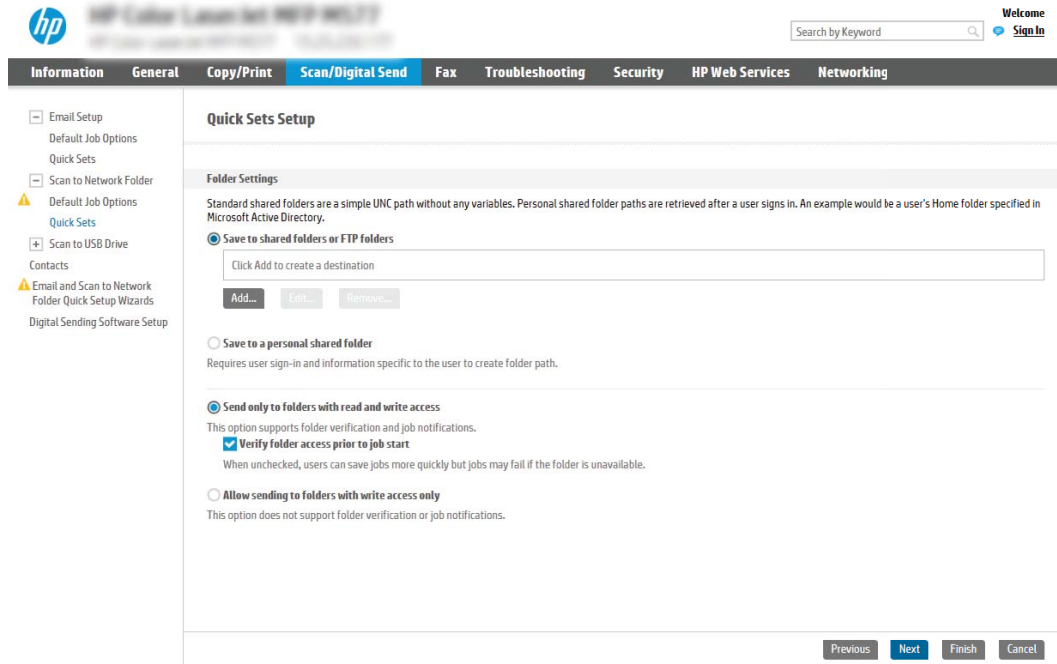 hp
Welcome
Search by Keyword
Sign In
Information General Copy/Print Scan/Digital Send Fax Troubleshooting Security HP Web Services Networking
Email Setup
Default Job Options
Quick Sets
Scan to Network Folder
Default Job Options
Quick Sets
Scan to USB Drive
Contacts
Email and Scan to Network
Folder Quick Setup Wizards
Digital Sending Software Setup
Quick Sets Setup
Folder Settings
Standard shared folders are a simple UNC path without any variables. Personal shared folder paths are retrieved after a user signs in. An example would be a user's Home folder specified in
Microsoft Active Directory.
Save to shared folders or FTP folders
Click Add to create a destination
Add... Edit... Remove...
Save to a personal shared folder
Requires user sign-in and information specific to the user to create folder path.
Send only to folders with read and write access
This option supports folder verification and job notifications.
Verify folder access prior to job start
When unchecked, users can save jobs more quickly but jobs may fail if the folder is unavailable.
Allow sending to folders with write access only
This option does not support folder verification or job notifications.
Previous Next Finish Cancel